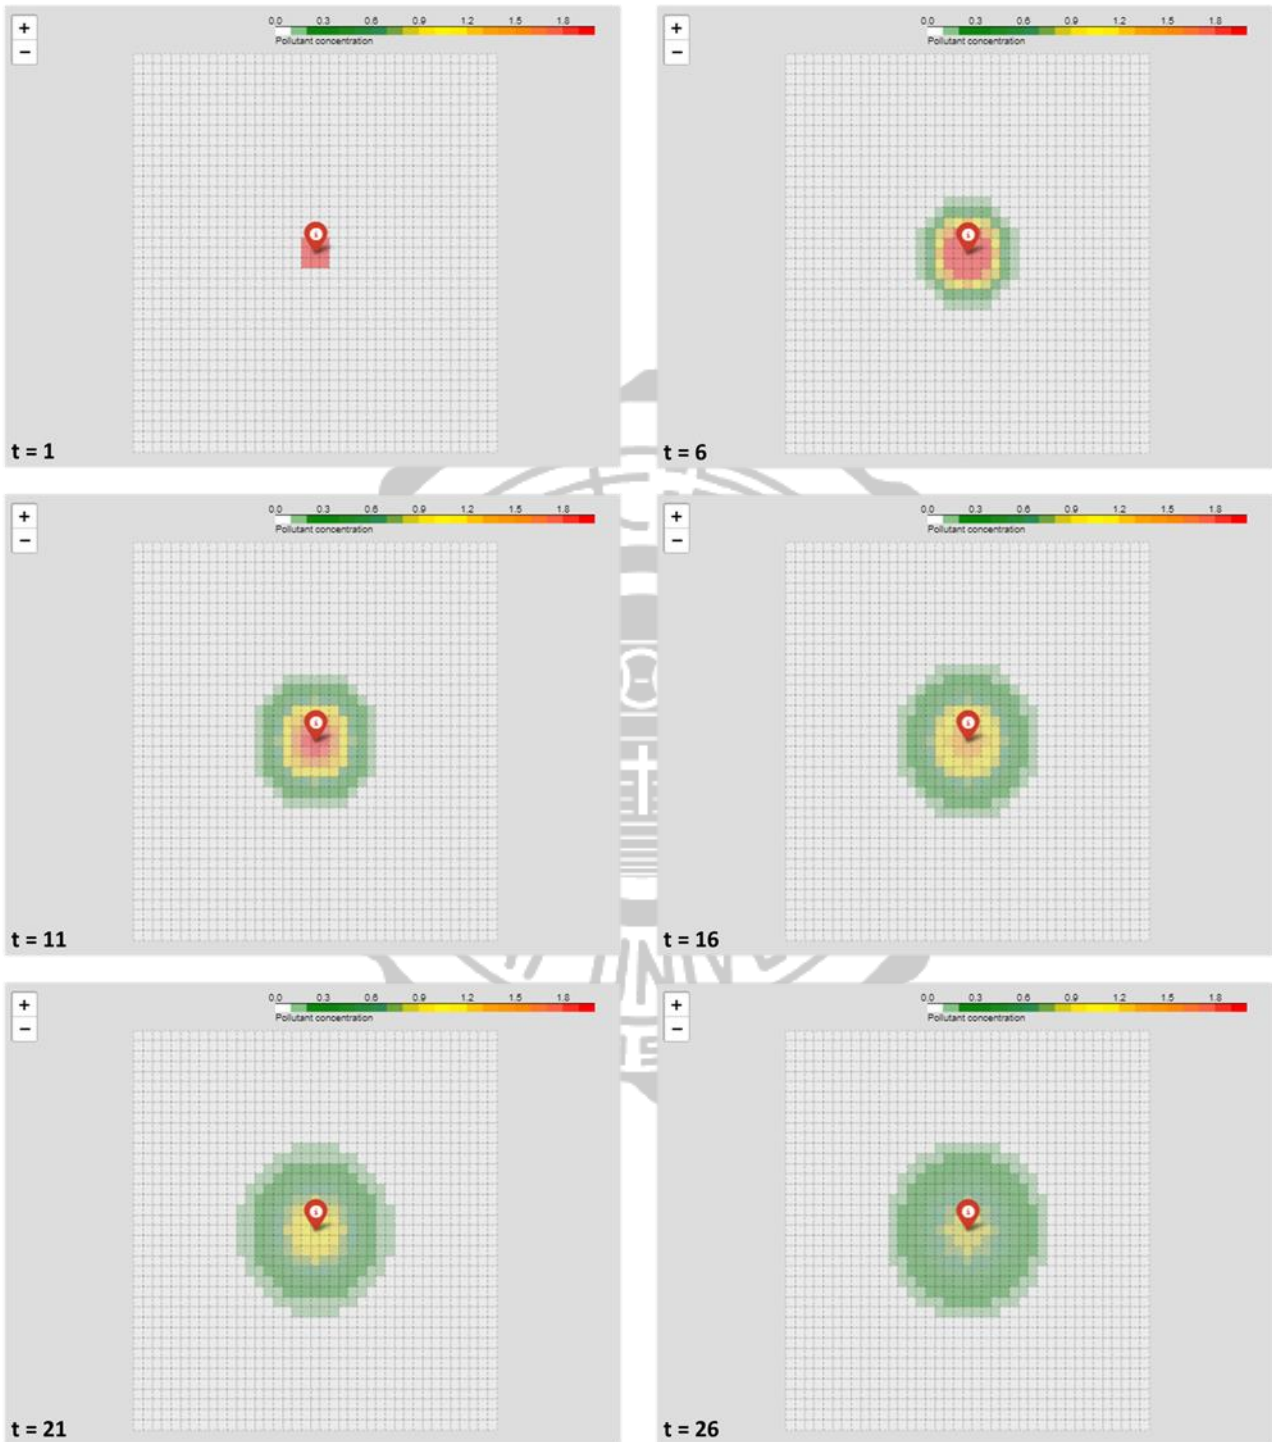 + 0.0 0.3 0.6 0.9 1.2 1.5 1.8
− Pollutant concentration
t = 1
+ 0.0 0.3 0.6 0.9 1.2 1.5 1.8
− Pollutant concentration
t = 6
+ 0.0 0.3 0.6 0.9 1.2 1.5 1.8
− Pollutant concentration
t = 11
+ 0.0 0.3 0.6 0.9 1.2 1.5 1.8
− Pollutant concentration
t = 16
+ 0.0 0.3 0.6 0.9 1.2 1.5 1.8
− Pollutant concentration
t = 21
+ 0.0 0.3 0.6 0.9 1.2 1.5 1.8
− Pollutant concentration
t = 26